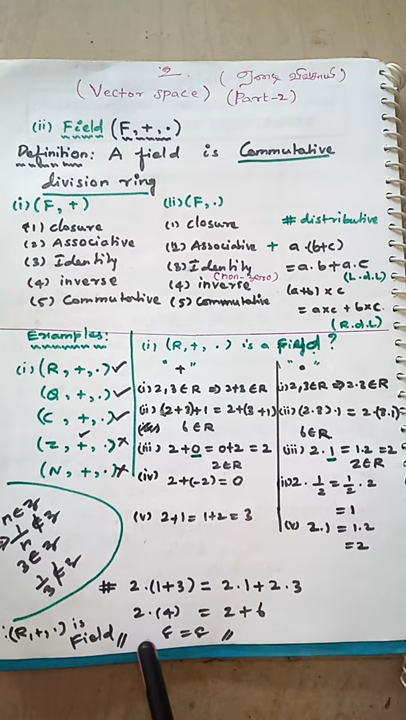 2.
(Vector space) (Part-2)
(ii) Field (F, +, .)
Definition: A field is Commutative
division ring
(i) (F, +)
(1) closure
(2) Associative
(3) Identity
(4) inverse
(5) Commutative
(ii) (F, .)
(1) closure
(2) Associative
(3) Identity
(non-zero)
(4) inverse
(5) Commutative
# distributive
+ a.(b+c)
= a.b+a.c
(L.d.L)
(a+b)×c
= a×c + b×c
(R.d.L)
Examples:
(i) (R, +, .) ✓
(Q, +, .) ✓
(C, +, .) ✓
(Z, +, .) ×
(N, +, .) ×
3∈z
1/3 ∉ z
(i) (R, +, .) is a Field?
"+"
(i) 2,3∈R ⇒ 2+3∈R
(ii) (2+3)+1 = 2+(3+1)
6∈R
(iii) 2+0 = 0+2 = 2
2∈R
(iv) 2+(-2) = 0
(v) 2+1 = 1+2 = 3
"."
(i) 2,3∈R ⇒ 2.3∈R
(ii) (2.3).1 = 2.(3.1)=
6∈R
(iii) 2.1 = 1.2 = 2
2∈R
(iv) 2. 1/2 = 1/2 . 2
= 1
(v) 2.1 = 1.2
= 2
# 2.(1+3) = 2.1+2.3
2.(4) = 2+6
8 = 8 //
∴ (R, +, .) is
Field //